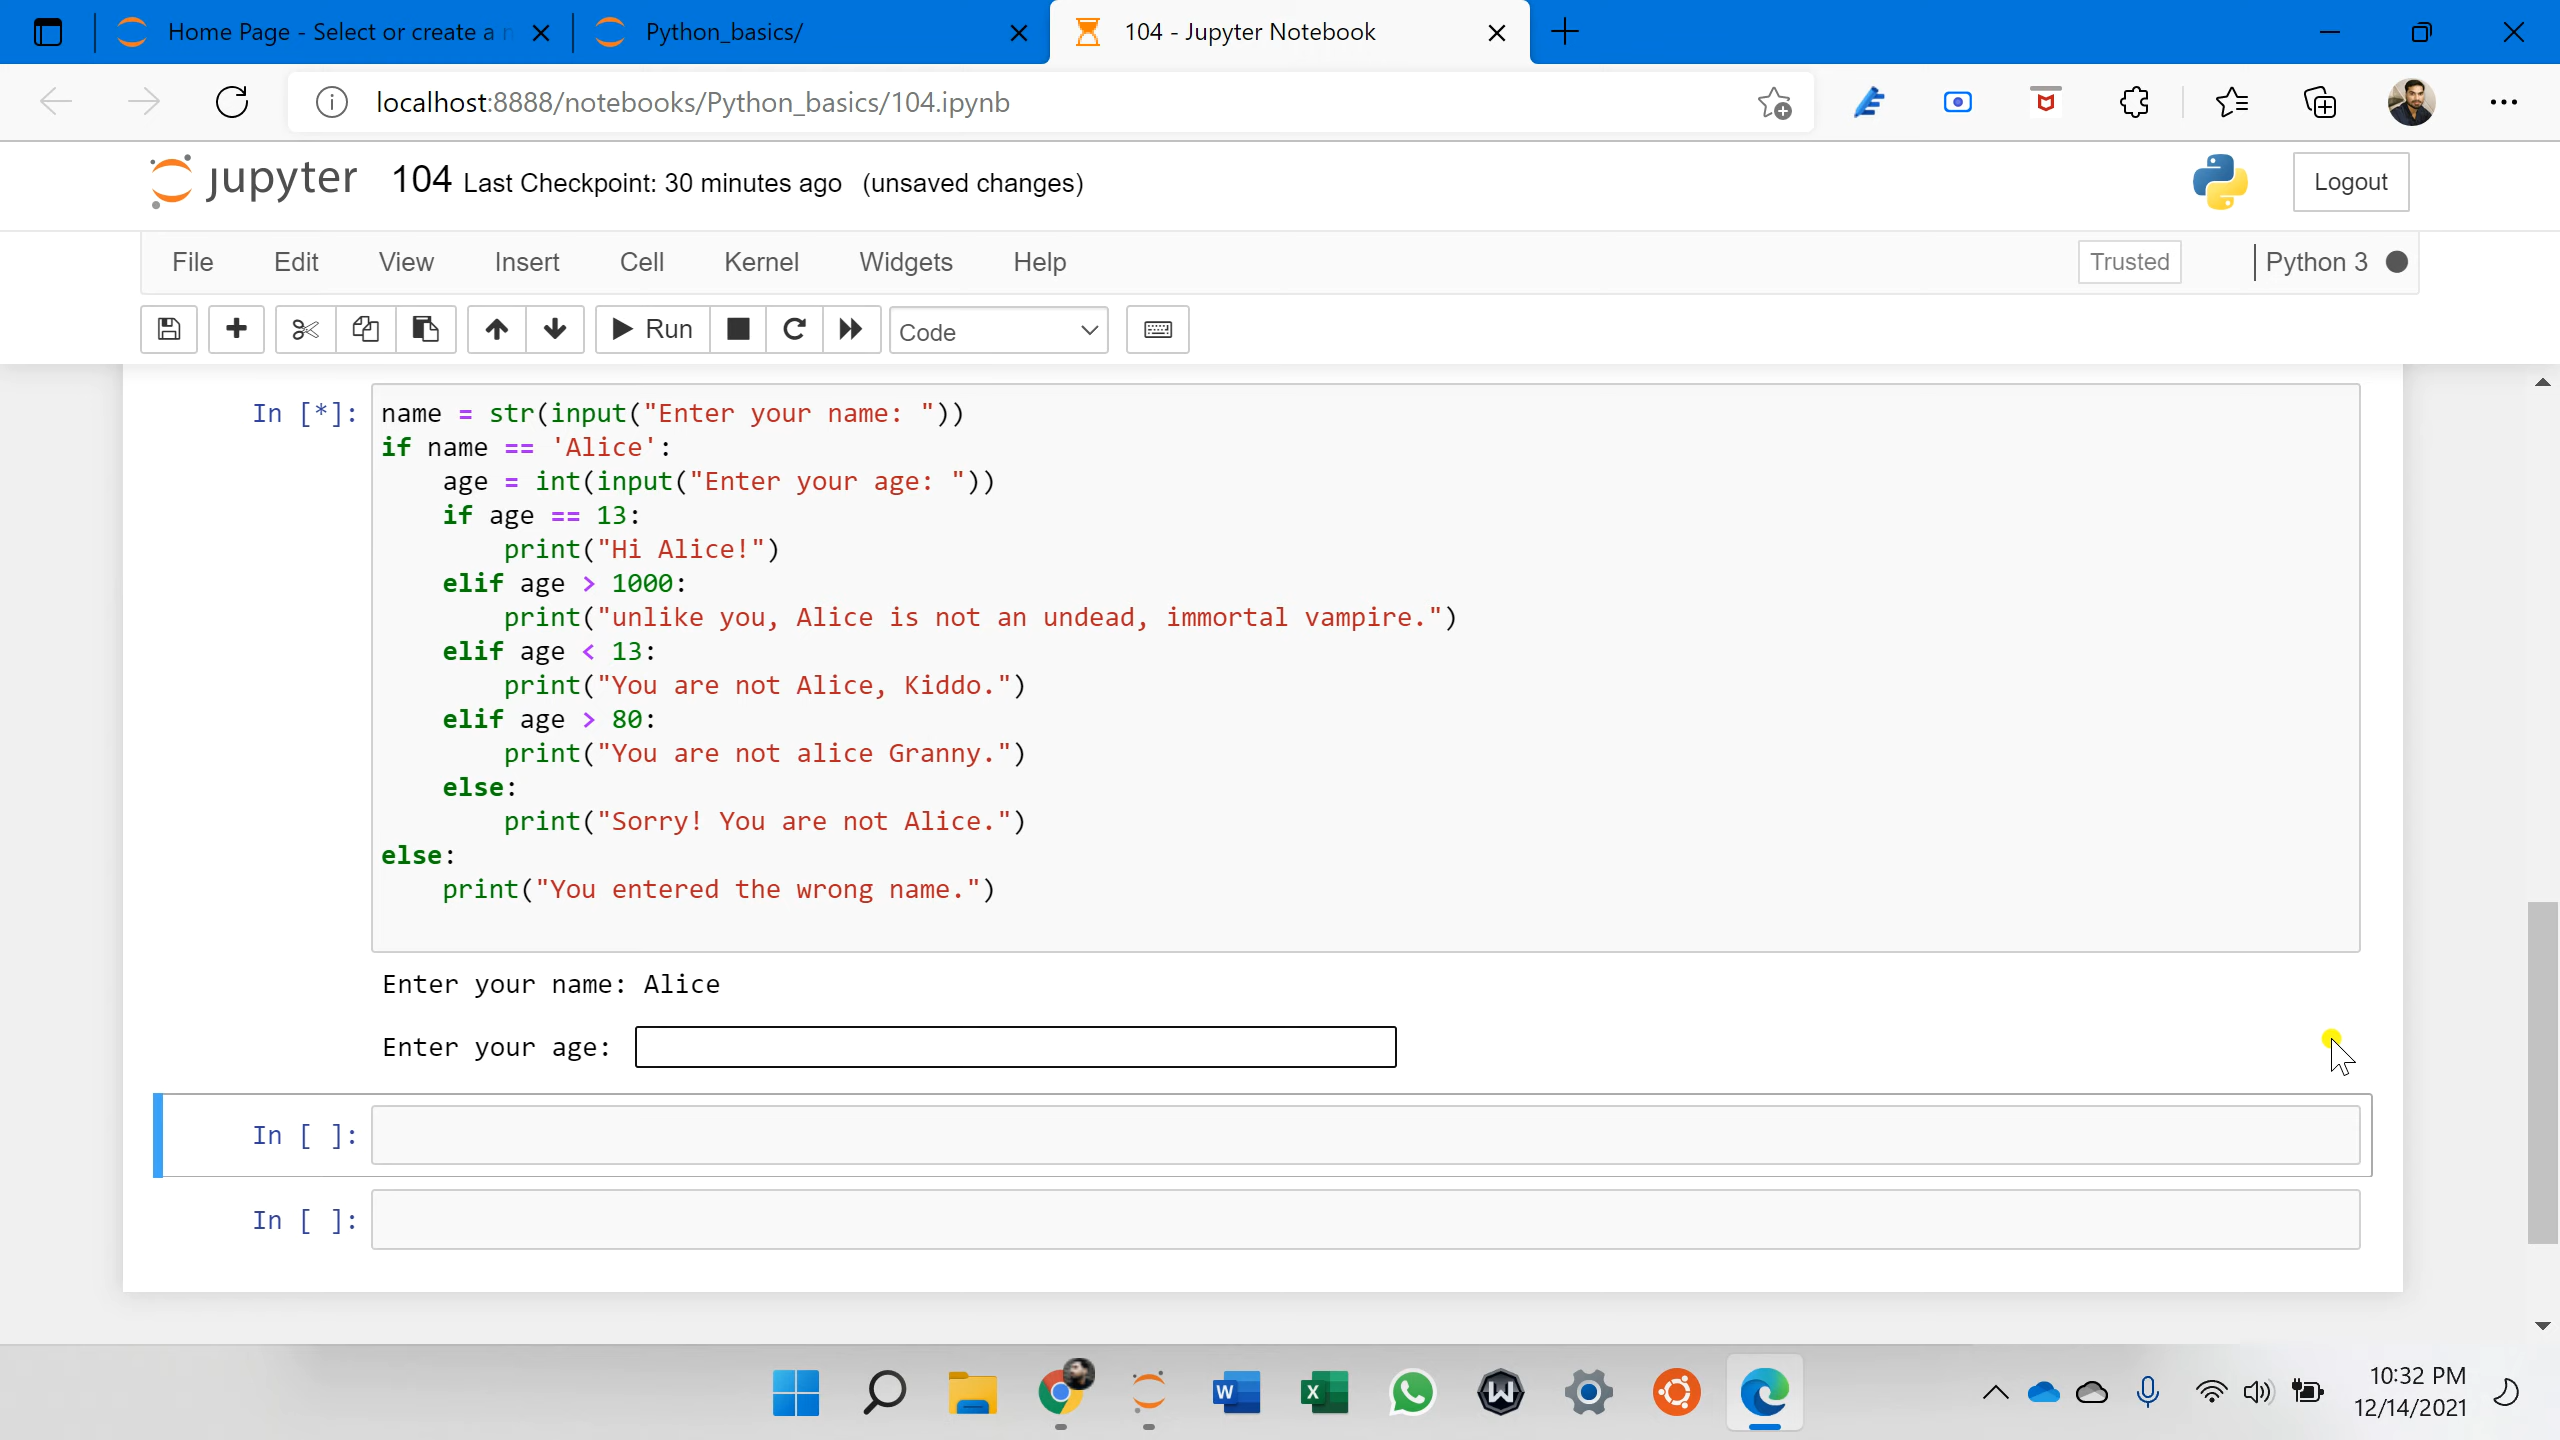 Home Page - Select or create a n
Python_basics/
104 - Jupyter Notebook
localhost:8888/notebooks/Python_basics/104.ipynb
jupyter 104 Last Checkpoint: 30 minutes ago (unsaved changes)
Logout
File Edit View Insert Cell Kernel Widgets Help
Trusted
Python 3
Run
Code
In [*]:
name = str(input("Enter your name: "))
if name == 'Alice':
    age = int(input("Enter your age: "))
    if age == 13:
        print("Hi Alice!")
    elif age > 1000:
        print("unlike you, Alice is not an undead, immortal vampire.")
    elif age < 13:
        print("You are not Alice, Kiddo.")
    elif age > 80:
        print("You are not alice Granny.")
    else:
        print("Sorry! You are not Alice.")
else:
    print("You entered the wrong name.")
Enter your name: Alice
Enter your age:
In [ ]:
In [ ]:
W
X
W
10:32 PM
12/14/2021